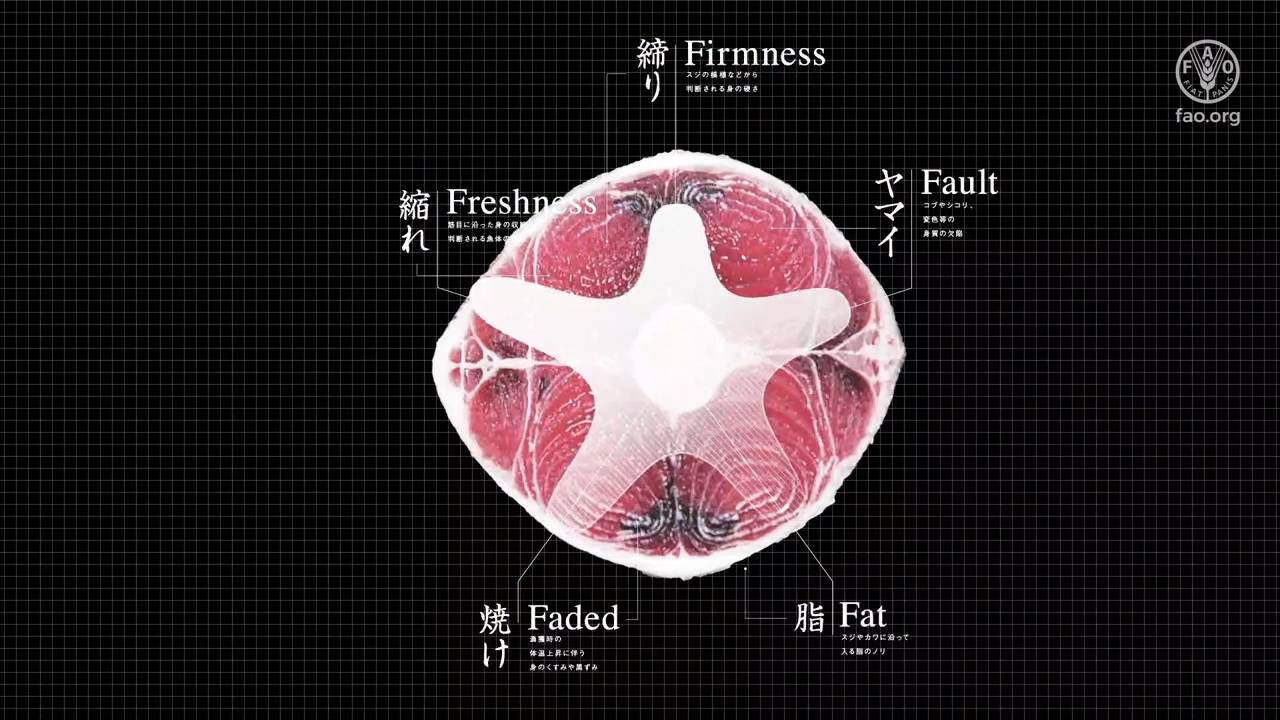 締り
Firmness
スジの模様などから
判断される身の硬さ
FAO
FIAT PANIS
fao.org
縮れ
Freshness
筋目に沿った身の収
判断される魚体の
ヤマイ
Fault
コブやシコリ、
変色等の
身質の欠陥
焼け
Faded
漁獲時の
体温上昇に伴う
身のくすみや黒ずみ
脂
Fat
スジやカワに沿って
入る脂のノリ